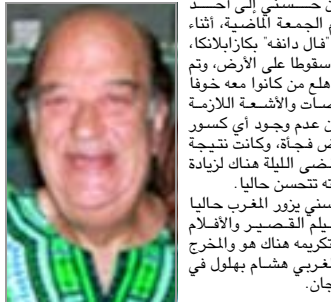 ن حسني إلى أحد
م الجمعة الماضية، أثناء
"فال دانفه" بكازابلانكا،
سقوطا على الأرض، وتم
هلع من كانوا معه خوفا
صات والأشعة اللازمة
ن عدم وجود أي كسور
ض فجأة، وكانت نتيجة
ضى الليلة هناك لزيادة
ته تتحسن حاليا.
سني يزور المغرب حاليا
يلم القصير والأفلام
تكريمه هناك هو والمخرج
غربي هشام بهلول في
جان.